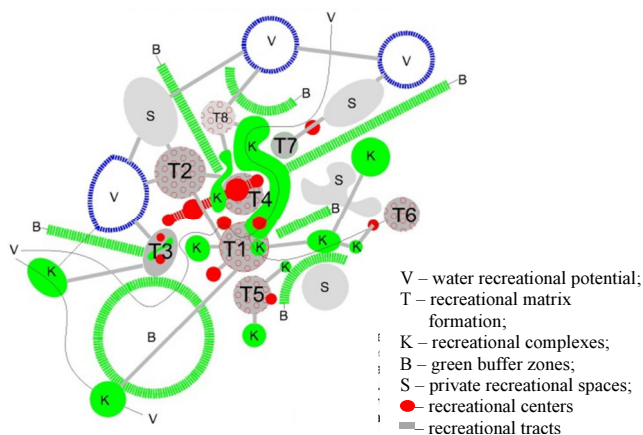 V
V
B
V
B
B
S
S
T8
K
T7
K
T2
S
V
K
T4
T6
B
B
T3
K
T1
K
K
K
V
K
K
T5
S
B
B
K
K
V
V – water recreational potential;
T – recreational matrix
formation;
K – recreational complexes;
B – green buffer zones;
S – private recreational spaces;
– recreational centers
– recreational tracts